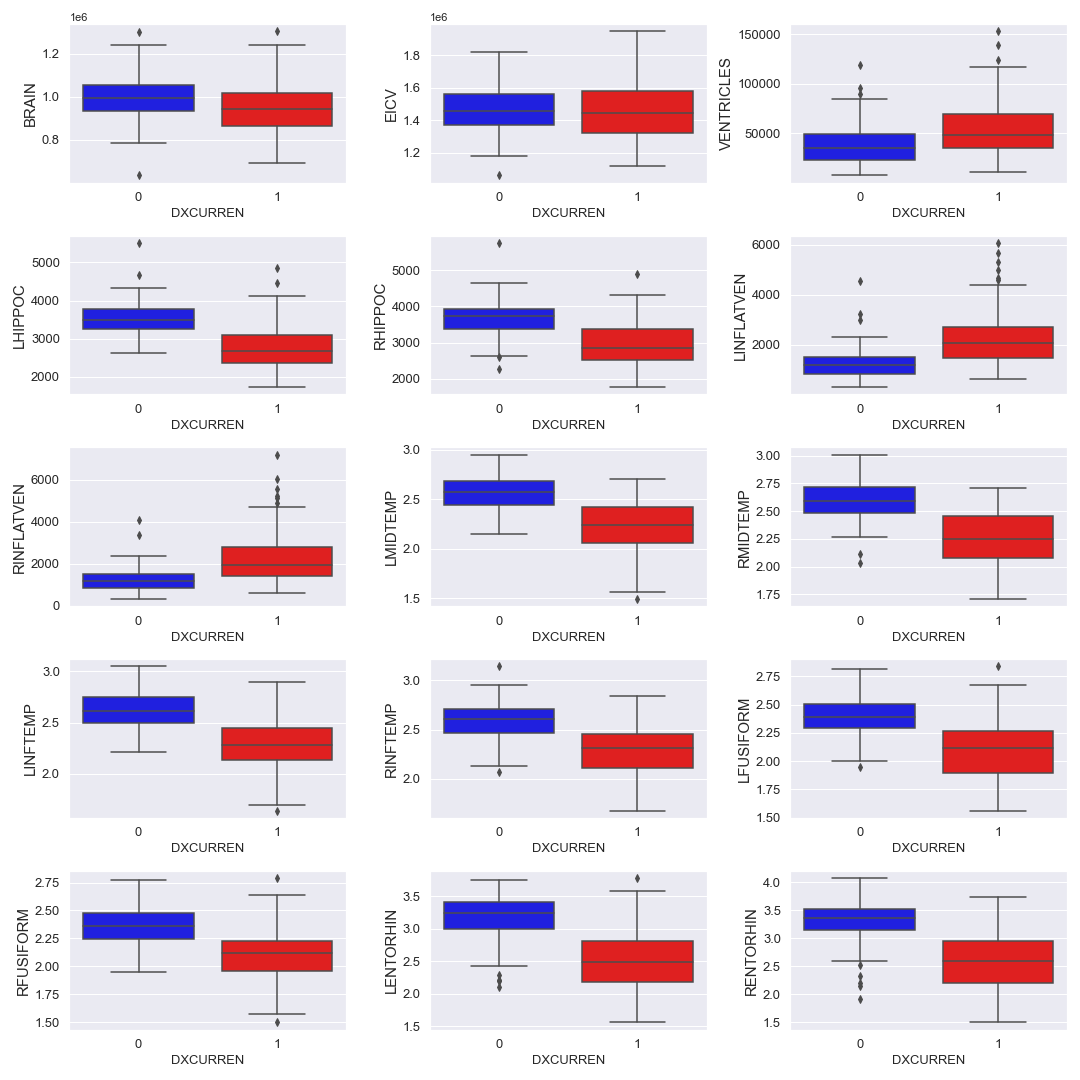 1e6
BRAIN
1.2
1.0
0.8
0
1
DXCURREN
1e6
EICV
1.8
1.6
1.4
1.2
0
1
DXCURREN
VENTRICLES
150000
100000
50000
0
1
DXCURREN
LHIPPOC
5000
4000
3000
2000
0
1
DXCURREN
RHIPPOC
5000
4000
3000
2000
0
1
DXCURREN
LINFLATVEN
6000
4000
2000
0
1
DXCURREN
RINFLATVEN
6000
4000
2000
0
0
1
DXCURREN
LMIDTEMP
3.0
2.5
2.0
1.5
0
1
DXCURREN
RMIDTEMP
3.00
2.75
2.50
2.25
2.00
1.75
0
1
DXCURREN
LINFTEMP
3.0
2.5
2.0
0
1
DXCURREN
RINFTEMP
3.0
2.5
2.0
0
1
DXCURREN
LFUSIFORM
2.75
2.50
2.25
2.00
1.75
1.50
0
1
DXCURREN
RFUSIFORM
2.75
2.50
2.25
2.00
1.75
1.50
0
1
DXCURREN
LENTORHIN
3.5
3.0
2.5
2.0
1.5
0
1
DXCURREN
RENTORHIN
4.0
3.5
3.0
2.5
2.0
1.5
0
1
DXCURREN